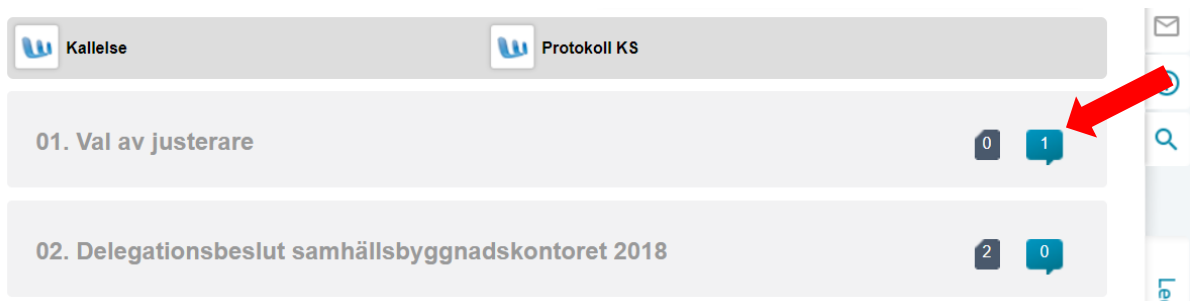 Kallelse Protokoll KS
01. Val av justerare 0 1
02. Delegationsbeslut samhällsbyggnadskontoret 2018 2 0